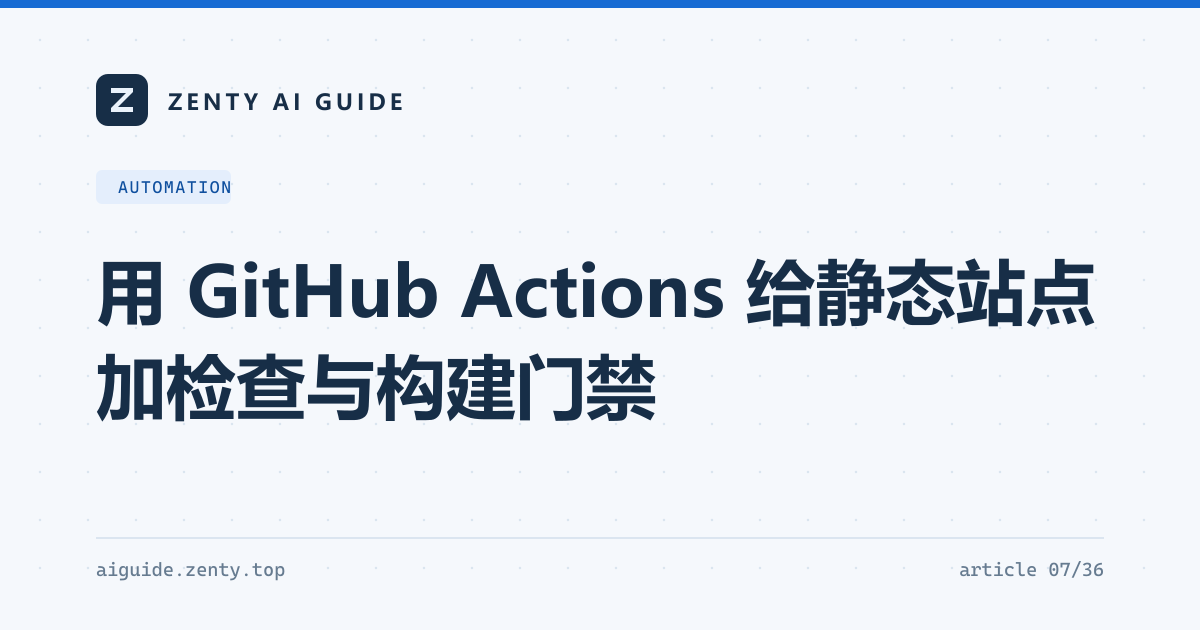 Z ZENTY AI GUIDE
AUTOMATION
用 GitHub Actions 给静态站点
加检查与构建门禁
aiguide.zenty.top
article 07/36